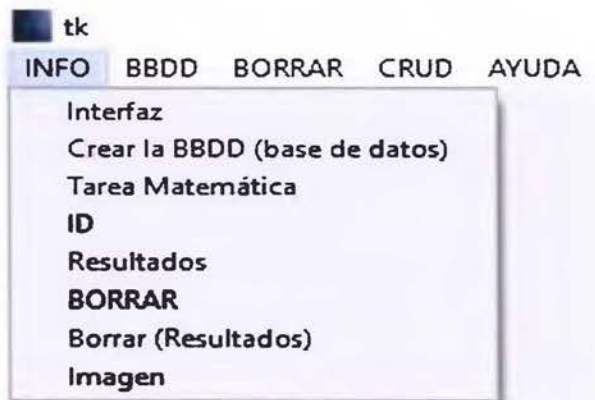 tk
INFO BBDD BORRAR CRUD AYUDA
Interfaz
Crear la BBDD (base de datos)
Tarea Matemática
ID
Resultados
BORRAR
Borrar (Resultados)
Imagen